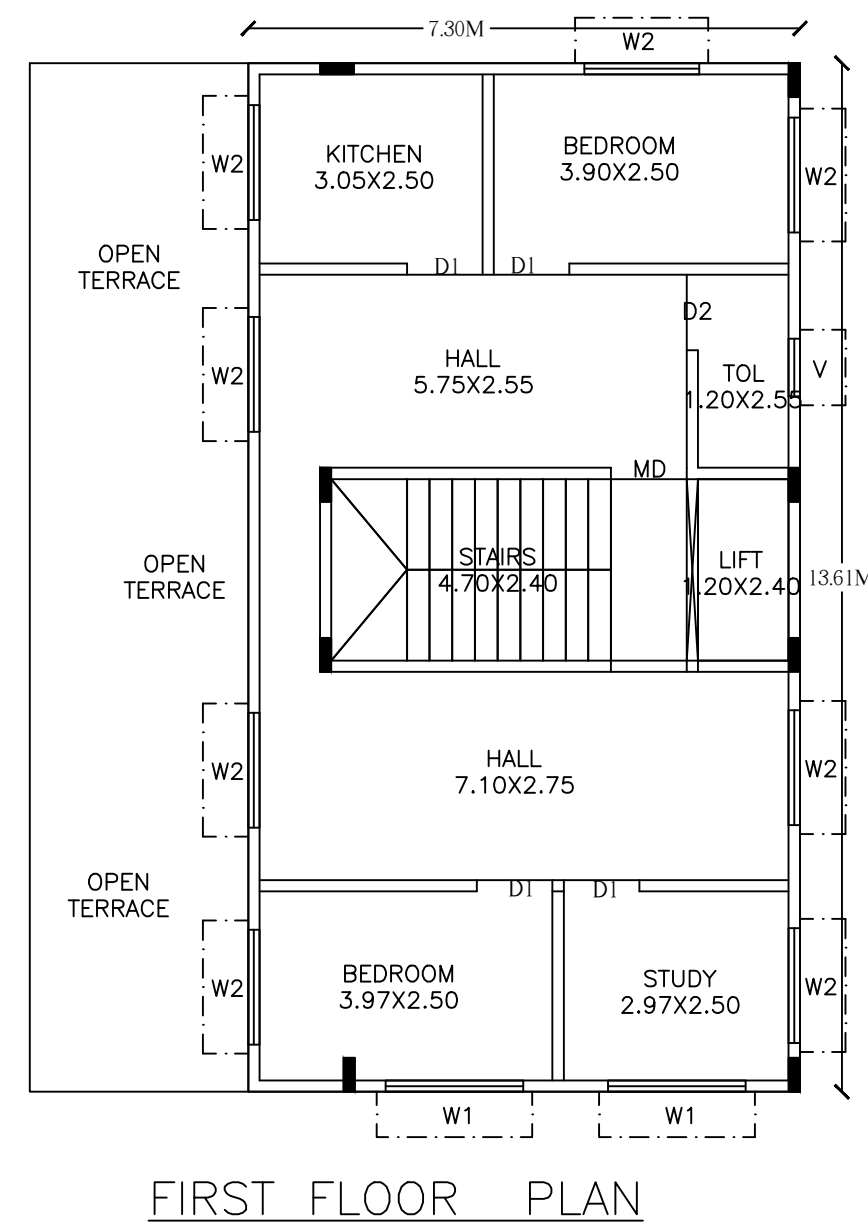 7.30M
W2
KITCHEN
3.05X2.50
BEDROOM
3.90X2.50
W2
W2
OPEN
TERRACE
D1
D1
D2
HALL
5.75X2.55
W2
TOL
1.20X2.55
V
MD
OPEN
TERRACE
STAIRS
4.70X2.40
LIFT
1.20X2.40
13.61M
HALL
7.10X2.75
W2
W2
OPEN
TERRACE
D1
D1
BEDROOM
3.97X2.50
STUDY
2.97X2.50
W2
W2
W1
W1
FIRST FLOOR PLAN